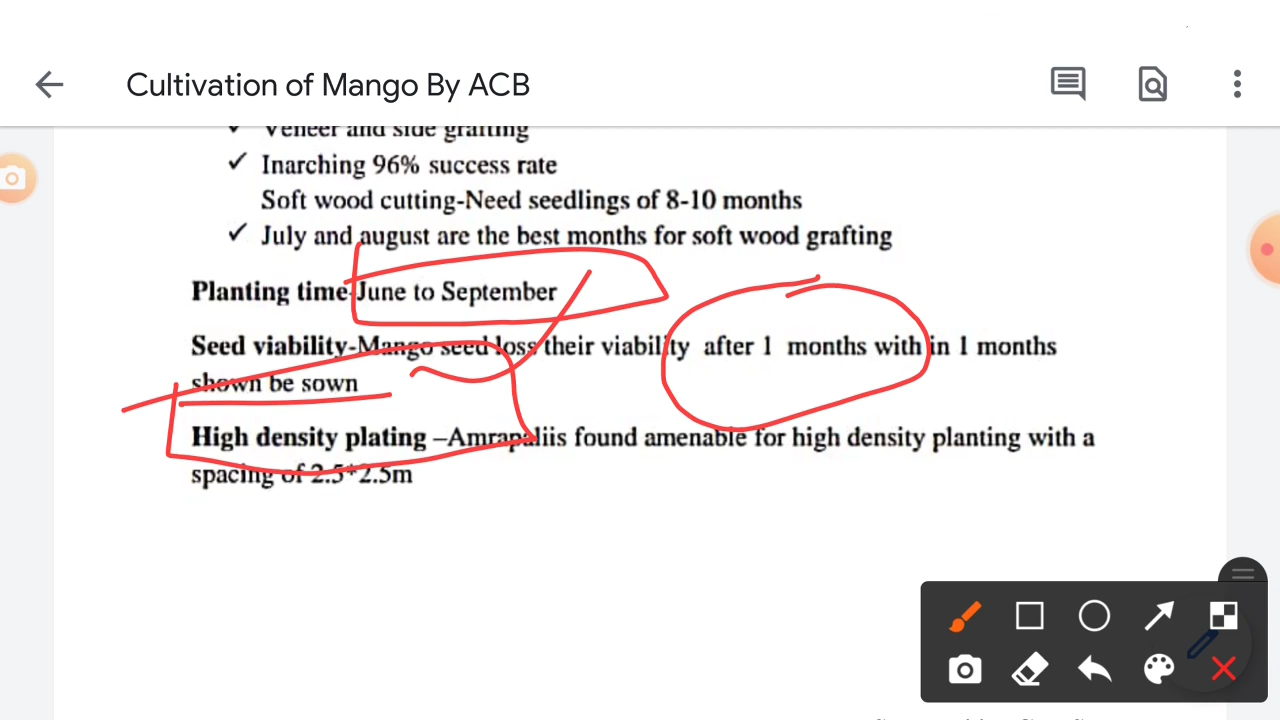 Cultivation of Mango By ACB
✓ Veneer and side grafting
✓ Inarching 96% success rate
Soft wood cutting-Need seedlings of 8-10 months
✓ July and august are the best months for soft wood grafting
Planting time-June to September
Seed viability-Mango seed loss their viability after 1 months with in 1 months
shown be sown
High density plating –Amrapaliis found amenable for high density planting with a
spacing of 2.5*2.5m